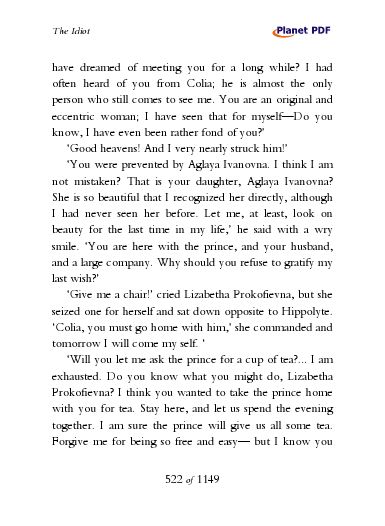 The Idiot
Planet PDF
have dreamed of meeting you for a long while? I had
often heard of you from Colia; he is almost the only
person who still comes to see me. You are an original and
eccentric woman; I have seen that for myself—Do you
know, I have even been rather fond of you?’
‘Good heavens! And I very nearly struck him!’
‘You were prevented by Aglaya Ivanovna. I think I am
not mistaken? That is your daughter, Aglaya Ivanovna?
She is so beautiful that I recognized her directly, although
I had never seen her before. Let me, at least, look on
beauty for the last time in my life,’ he said with a wry
smile. ‘You are here with the prince, and your husband,
and a large company. Why should you refuse to gratify my
last wish?’
‘Give me a chair!’ cried Lizabetha Prokofievna, but she
seized one for herself and sat down opposite to Hippolyte.
‘Colia, you must go home with him,’ she commanded and
tomorrow I will come my self. ‘
‘Will you let me ask the prince for a cup of tea?... I am
exhausted. Do you know what you might do, Lizabetha
Prokofievna? I think you wanted to take the prince home
with you for tea. Stay here, and let us spend the evening
together. I am sure the prince will give us all some tea.
Forgive me for being so free and easy— but I know you
522 of 1149